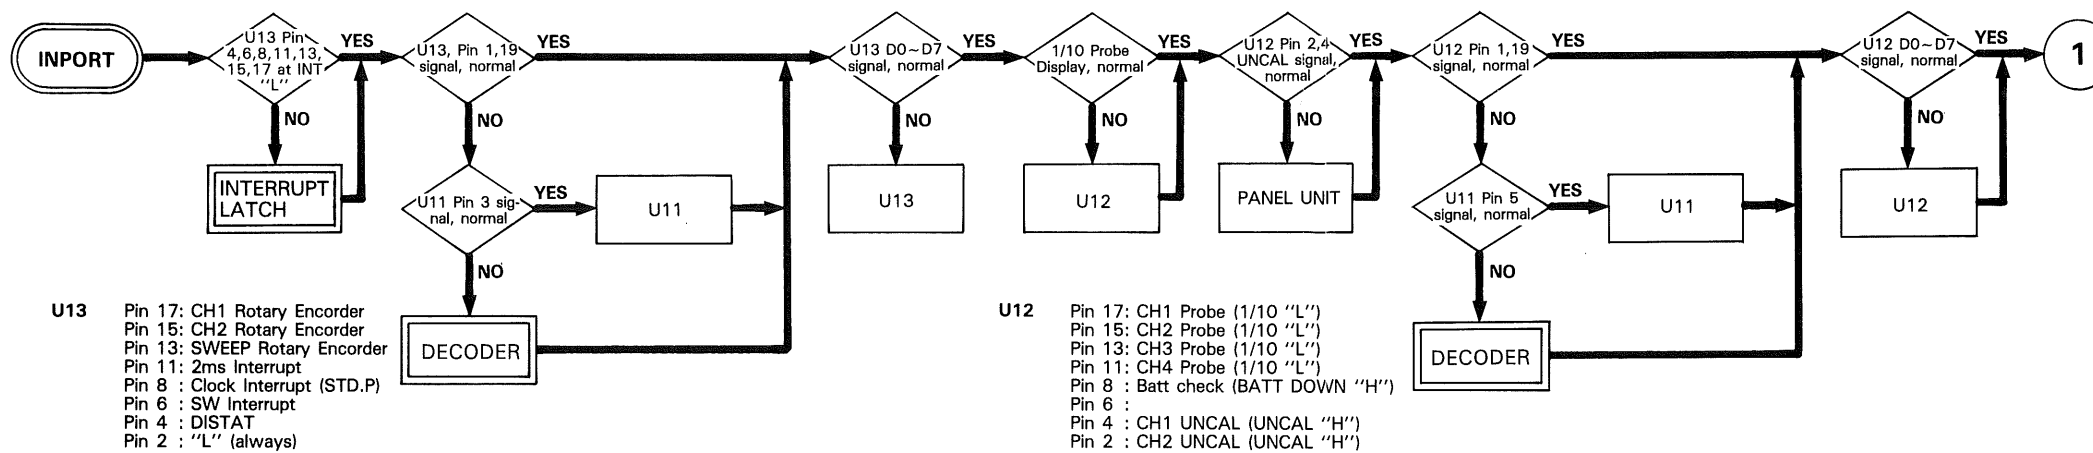 INPORT
U13 Pin
4,6,8,11,13,
15,17 at INT
"L"
YES
NO
INTERRUPT
LATCH
U13, Pin 1,19
signal, normal
YES
NO
U11 Pin 3 sig-
nal, normal
YES
U11
NO
DECODER
U13 D0~D7
signal, normal
YES
NO
U13
1/10 Probe
Display, normal
YES
NO
U12
U12 Pin 2,4
UNCAL signal,
normal
YES
NO
PANEL UNIT
U12 Pin 1,19
signal, normal
YES
NO
U11 Pin 5
signal, normal
YES
U11
NO
DECODER
U12 D0~D7
signal, normal
YES
NO
U12
1
U13 Pin 17: CH1 Rotary Encorder
Pin 15: CH2 Rotary Encorder
Pin 13: SWEEP Rotary Encorder
Pin 11: 2ms Interrupt
Pin 8 : Clock Interrupt (STD.P)
Pin 6 : SW Interrupt
Pin 4 : DISTAT
Pin 2 : "L" (always)
U12 Pin 17: CH1 Probe (1/10 "L")
Pin 15: CH2 Probe (1/10 "L")
Pin 13: CH3 Probe (1/10 "L")
Pin 11: CH4 Probe (1/10 "L")
Pin 8 : Batt check (BATT DOWN "H")
Pin 6 :
Pin 4 : CH1 UNCAL (UNCAL "H")
Pin 2 : CH2 UNCAL (UNCAL "H")